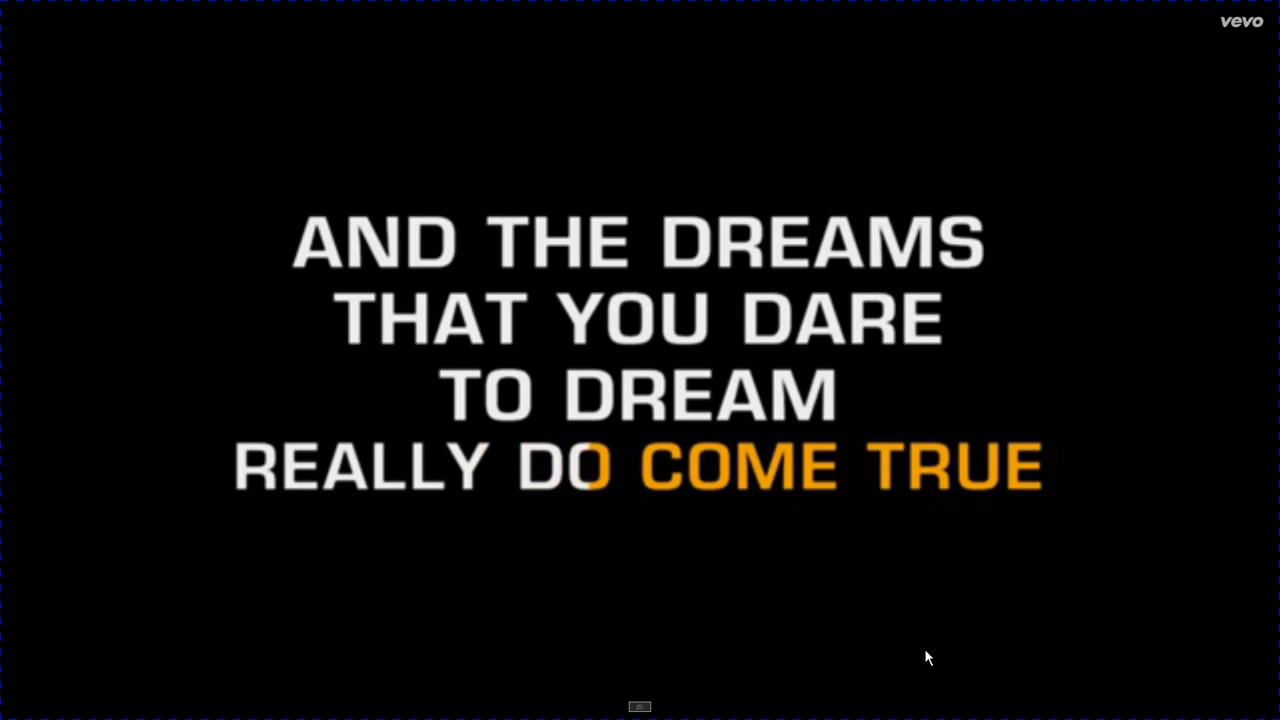 vevo
AND THE DREAMS
THAT YOU DARE
TO DREAM
REALLY DO COME TRUE